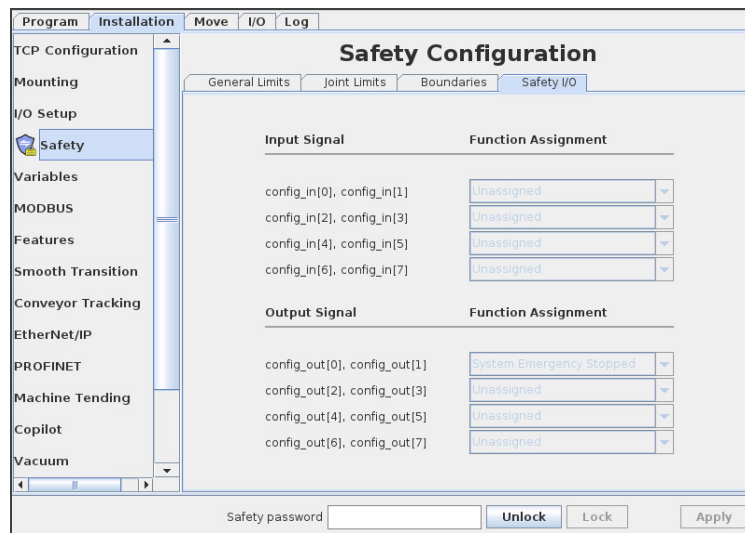 Program Installation Move I/O Log
TCP Configuration
Mounting
I/O Setup
Safety
Variables
MODBUS
Features
Smooth Transition
Conveyor Tracking
EtherNet/IP
PROFINET
Machine Tending
Copilot
Vacuum
Safety Configuration
General Limits Joint Limits Boundaries Safety I/O
Input Signal Function Assignment
config_in[0], config_in[1] Unassigned
config_in[2], config_in[3] Unassigned
config_in[4], config_in[5] Unassigned
config_in[6], config_in[7] Unassigned
Output Signal Function Assignment
config_out[0], config_out[1] System Emergency Stopped
config_out[2], config_out[3] Unassigned
config_out[4], config_out[5] Unassigned
config_out[6], config_out[7] Unassigned
Safety password Unlock Lock Apply